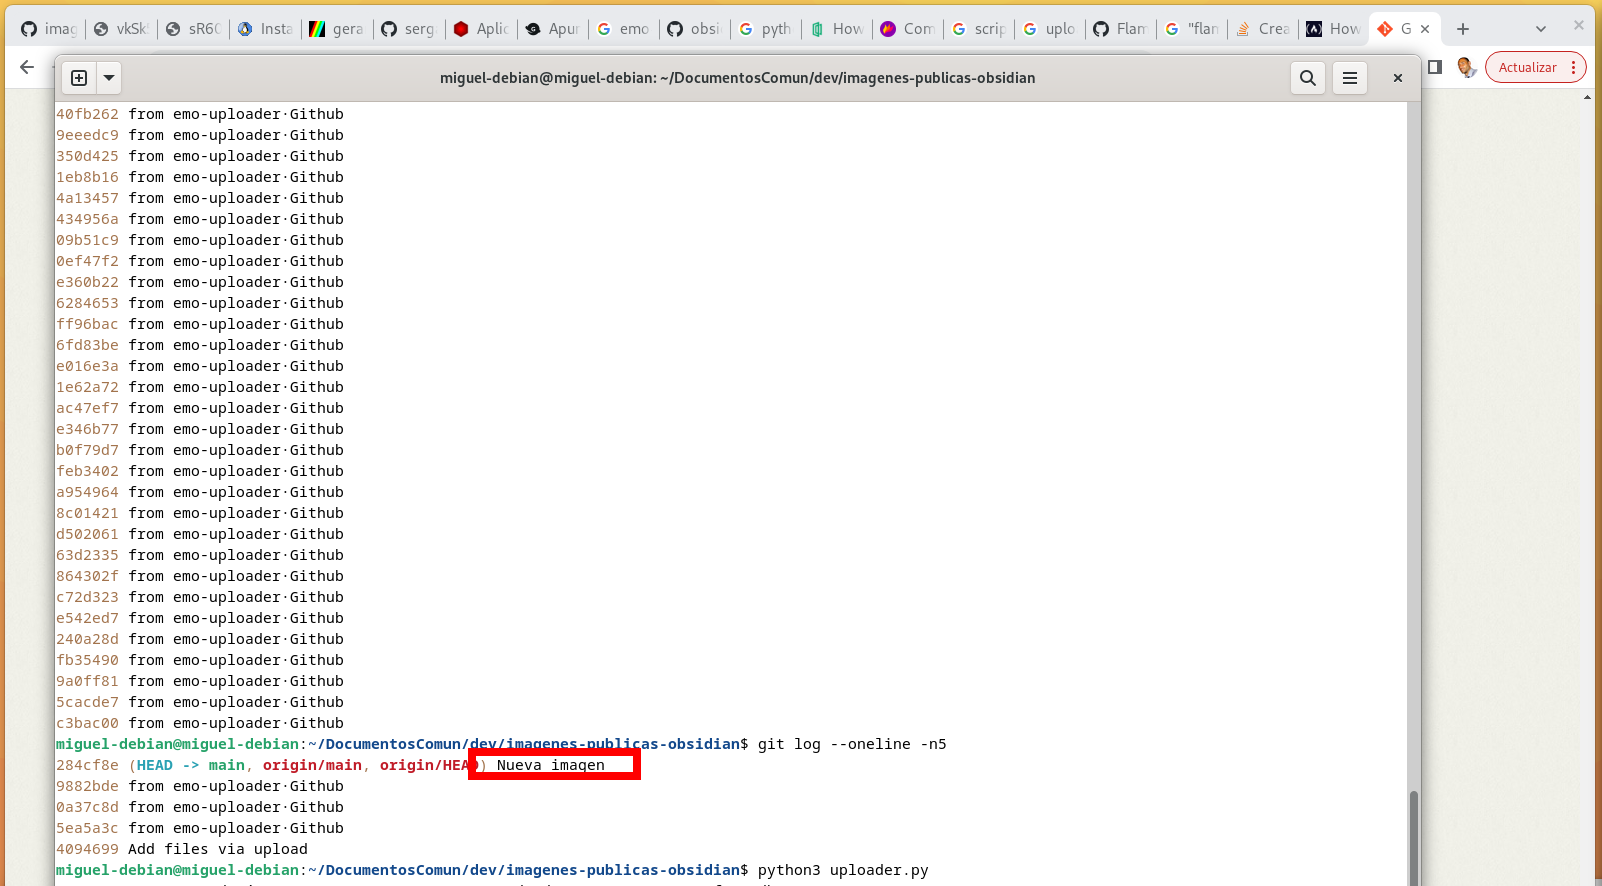 imag
vkSk
sR6C
Insta
gera
serg
Aplic
Apur
emo
obsi
pyth
How
Com
scrip
uplo
Flam
"flan
Crea
How
G
miguel-debian@miguel-debian: ~/DocumentosComun/dev/imagenes-publicas-obsidian
Actualizar
40fb262 from emo-uploader·Github
9eeedc9 from emo-uploader·Github
350d425 from emo-uploader·Github
1eb8b16 from emo-uploader·Github
4a13457 from emo-uploader·Github
434956a from emo-uploader·Github
09b51c9 from emo-uploader·Github
0ef47f2 from emo-uploader·Github
e360b22 from emo-uploader·Github
6284653 from emo-uploader·Github
ff96bac from emo-uploader·Github
6fd83be from emo-uploader·Github
e016e3a from emo-uploader·Github
1e62a72 from emo-uploader·Github
ac47ef7 from emo-uploader·Github
e346b77 from emo-uploader·Github
b0f79d7 from emo-uploader·Github
feb3402 from emo-uploader·Github
a954964 from emo-uploader·Github
8c01421 from emo-uploader·Github
d502061 from emo-uploader·Github
63d2335 from emo-uploader·Github
864302f from emo-uploader·Github
c72d323 from emo-uploader·Github
e542ed7 from emo-uploader·Github
240a28d from emo-uploader·Github
fb35490 from emo-uploader·Github
9a0ff81 from emo-uploader·Github
5cacde7 from emo-uploader·Github
c3bac00 from emo-uploader·Github
miguel-debian@miguel-debian:~/DocumentosComun/dev/imagenes-publicas-obsidian$ git log --oneline -n5
284cf8e (HEAD -> main, origin/main, origin/HEAD) Nueva imagen
9882bde from emo-uploader·Github
0a37c8d from emo-uploader·Github
5ea5a3c from emo-uploader·Github
4094699 Add files via upload
miguel-debian@miguel-debian:~/DocumentosComun/dev/imagenes-publicas-obsidian$ python3 uploader.py